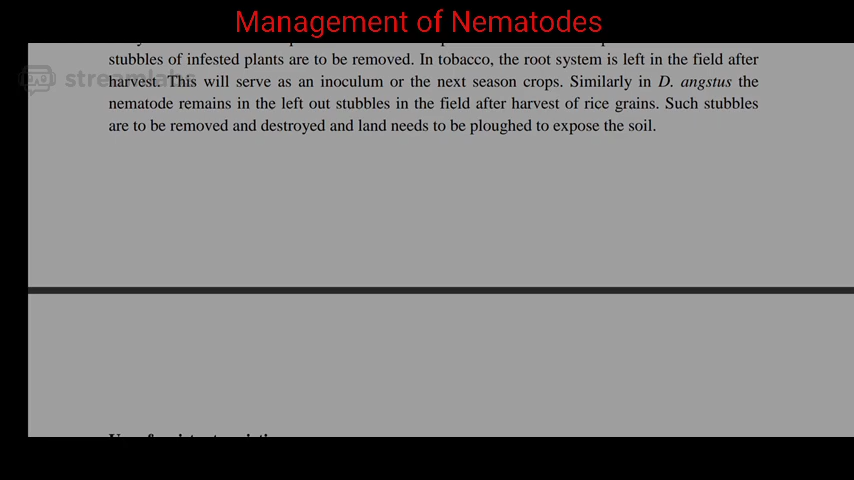 Management of Nematodes
stubbles of infested plants are to be removed. In tobacco, the root system is left in the field after
streamlabs
harvest. This will serve as an inoculum or the next season crops. Similarly in D. angstus the
nematode remains in the left out stubbles in the field after harvest of rice grains. Such stubbles
are to be removed and destroyed and land needs to be ploughed to expose the soil.